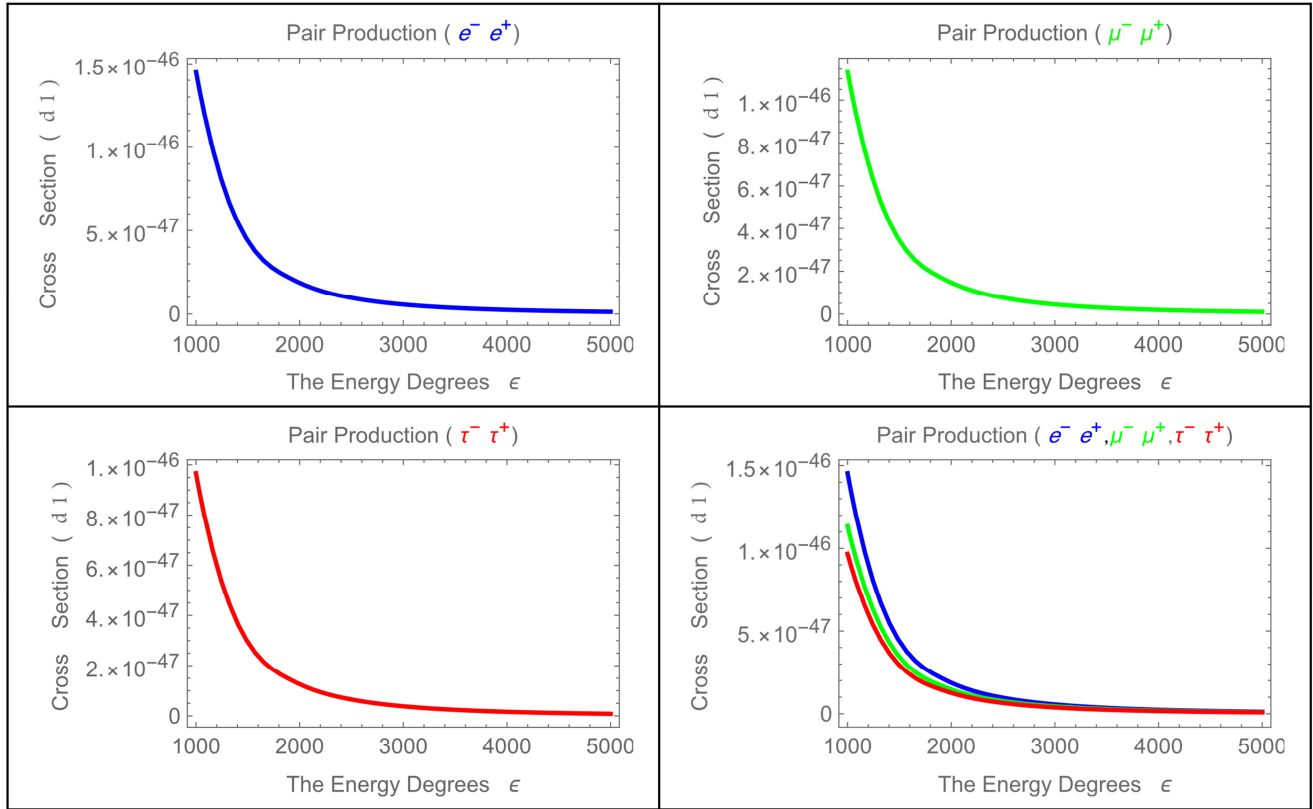 Pair Production ( e⁻ e⁺)
Cross Section ( d 1 )
1.5×10⁻⁴⁶
1.×10⁻⁴⁶
5.×10⁻⁴⁷
0
1000 2000 3000 4000 5000
The Energy Degrees ϵ
Pair Production ( μ⁻ μ⁺)
Cross Section ( d 1 )
1.×10⁻⁴⁶
8.×10⁻⁴⁷
6.×10⁻⁴⁷
4.×10⁻⁴⁷
2.×10⁻⁴⁷
0
1000 2000 3000 4000 5000
The Energy Degrees ϵ
Pair Production ( τ⁻ τ⁺)
Cross Section ( d 1 )
1.×10⁻⁴⁶
8.×10⁻⁴⁷
6.×10⁻⁴⁷
4.×10⁻⁴⁷
2.×10⁻⁴⁷
0
1000 2000 3000 4000 5000
The Energy Degrees ϵ
Pair Production ( e⁻ e⁺,μ⁻ μ⁺,τ⁻ τ⁺)
Cross Section ( d 1 )
1.5×10⁻⁴⁶
1.×10⁻⁴⁶
5.×10⁻⁴⁷
0
1000 2000 3000 4000 5000
The Energy Degrees ϵ